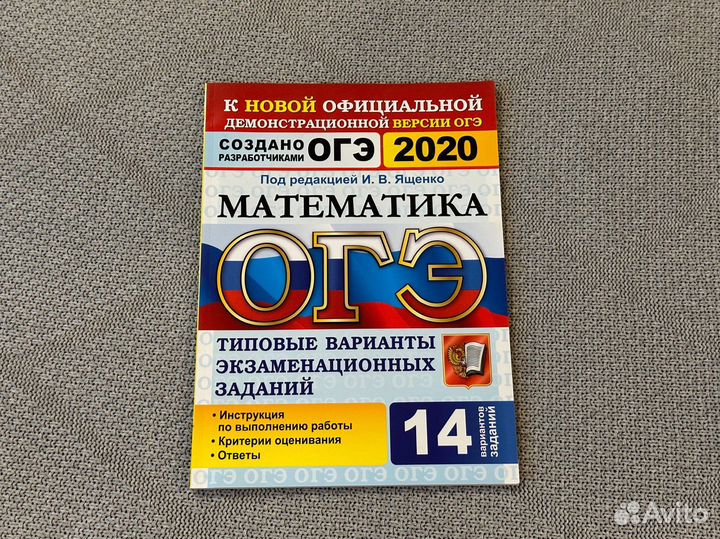 К НОВОЙ ОФИЦИАЛЬНОЙ
ДЕМОНСТРАЦИОННОЙ ВЕРСИИ ОГЭ
СОЗДАНО
РАЗРАБОТЧИКАМИ ОГЭ 2020
Под редакцией И. В. Ященко
МАТЕМАТИКА
ОГЭ
ТИПОВЫЕ ВАРИАНТЫ
ЭКЗАМЕНАЦИОННЫХ
ЗАДАНИЙ
• Инструкция
по выполнению работы
• Критерии оценивания
• Ответы
14 вариантов
заданий
Avito